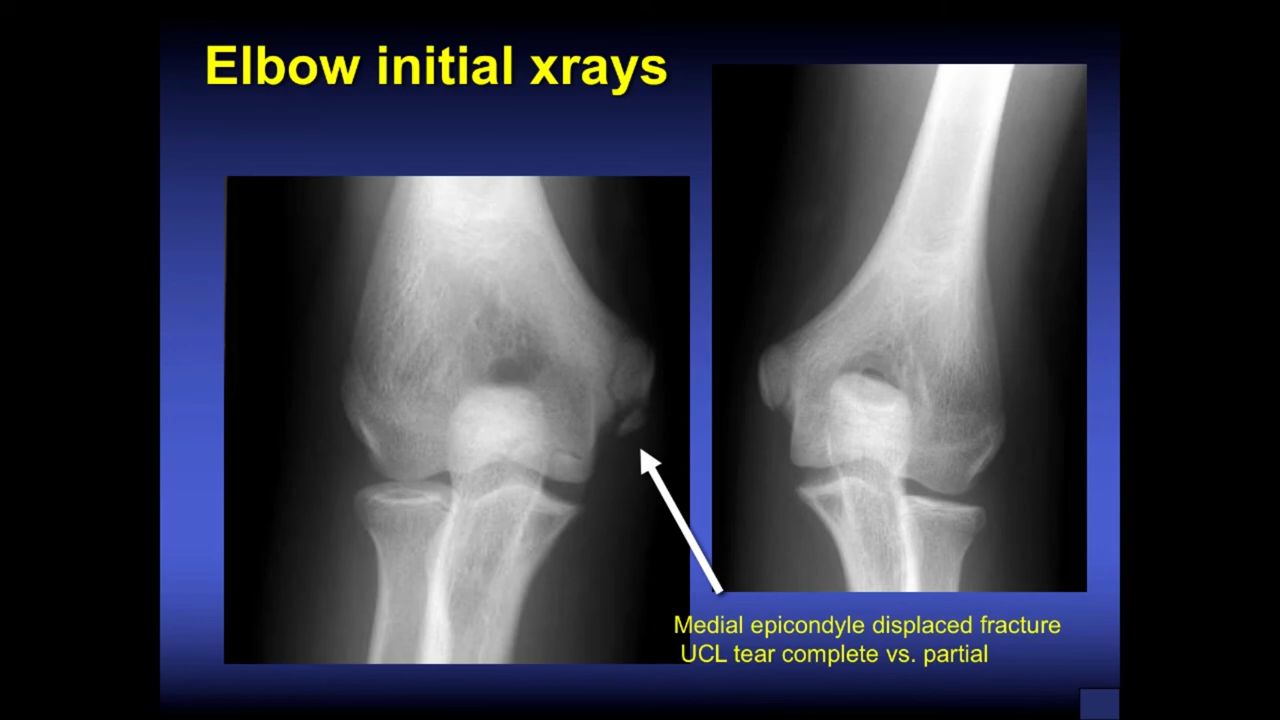 Elbow initial xrays
Medial epicondyle displaced fracture
UCL tear complete vs. partial